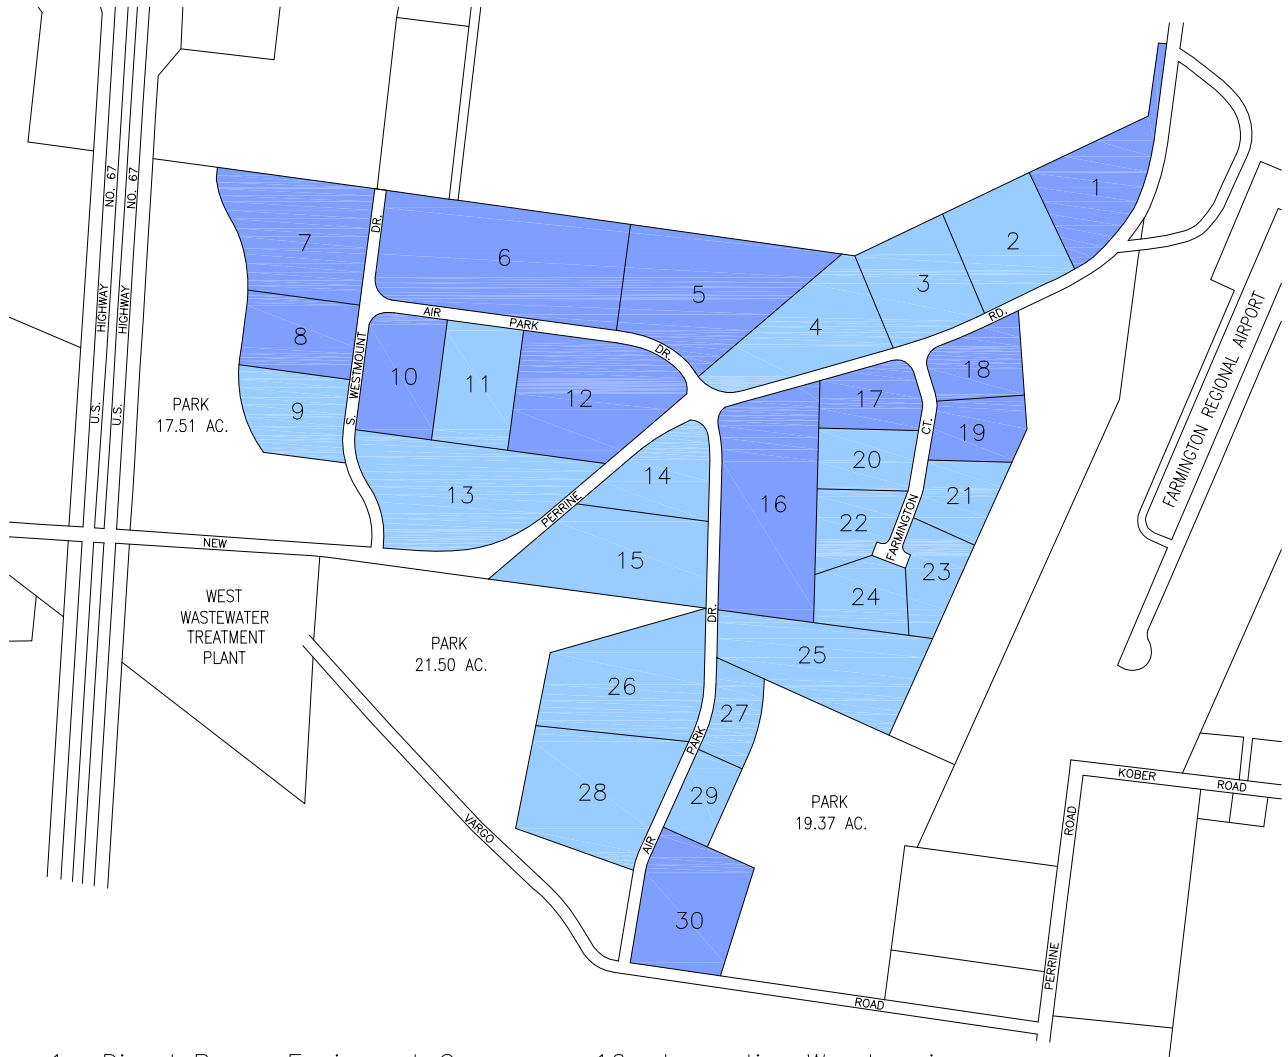 1
2
3
4
5
6
7
8
9
10
11
12
13
14
15
16
17
18
19
20
21
22
23
24
25
26
27
28
29
30
U.S. HIGHWAY NO. 67
U.S. HIGHWAY NO. 67
PARK
17.51 AC.
S. WESTMOUNT DR.
AIR PARK DR.
NEW PERRINE RD.
FARMINGTON CT.
FARMINGTON REGIONAL AIRPORT
WEST
WASTEWATER
TREATMENT
PLANT
PARK
21.50 AC.
AIR PARK DR.
PARK
19.37 AC.
VARGO ROAD
PERRINE ROAD
KOBER ROAD